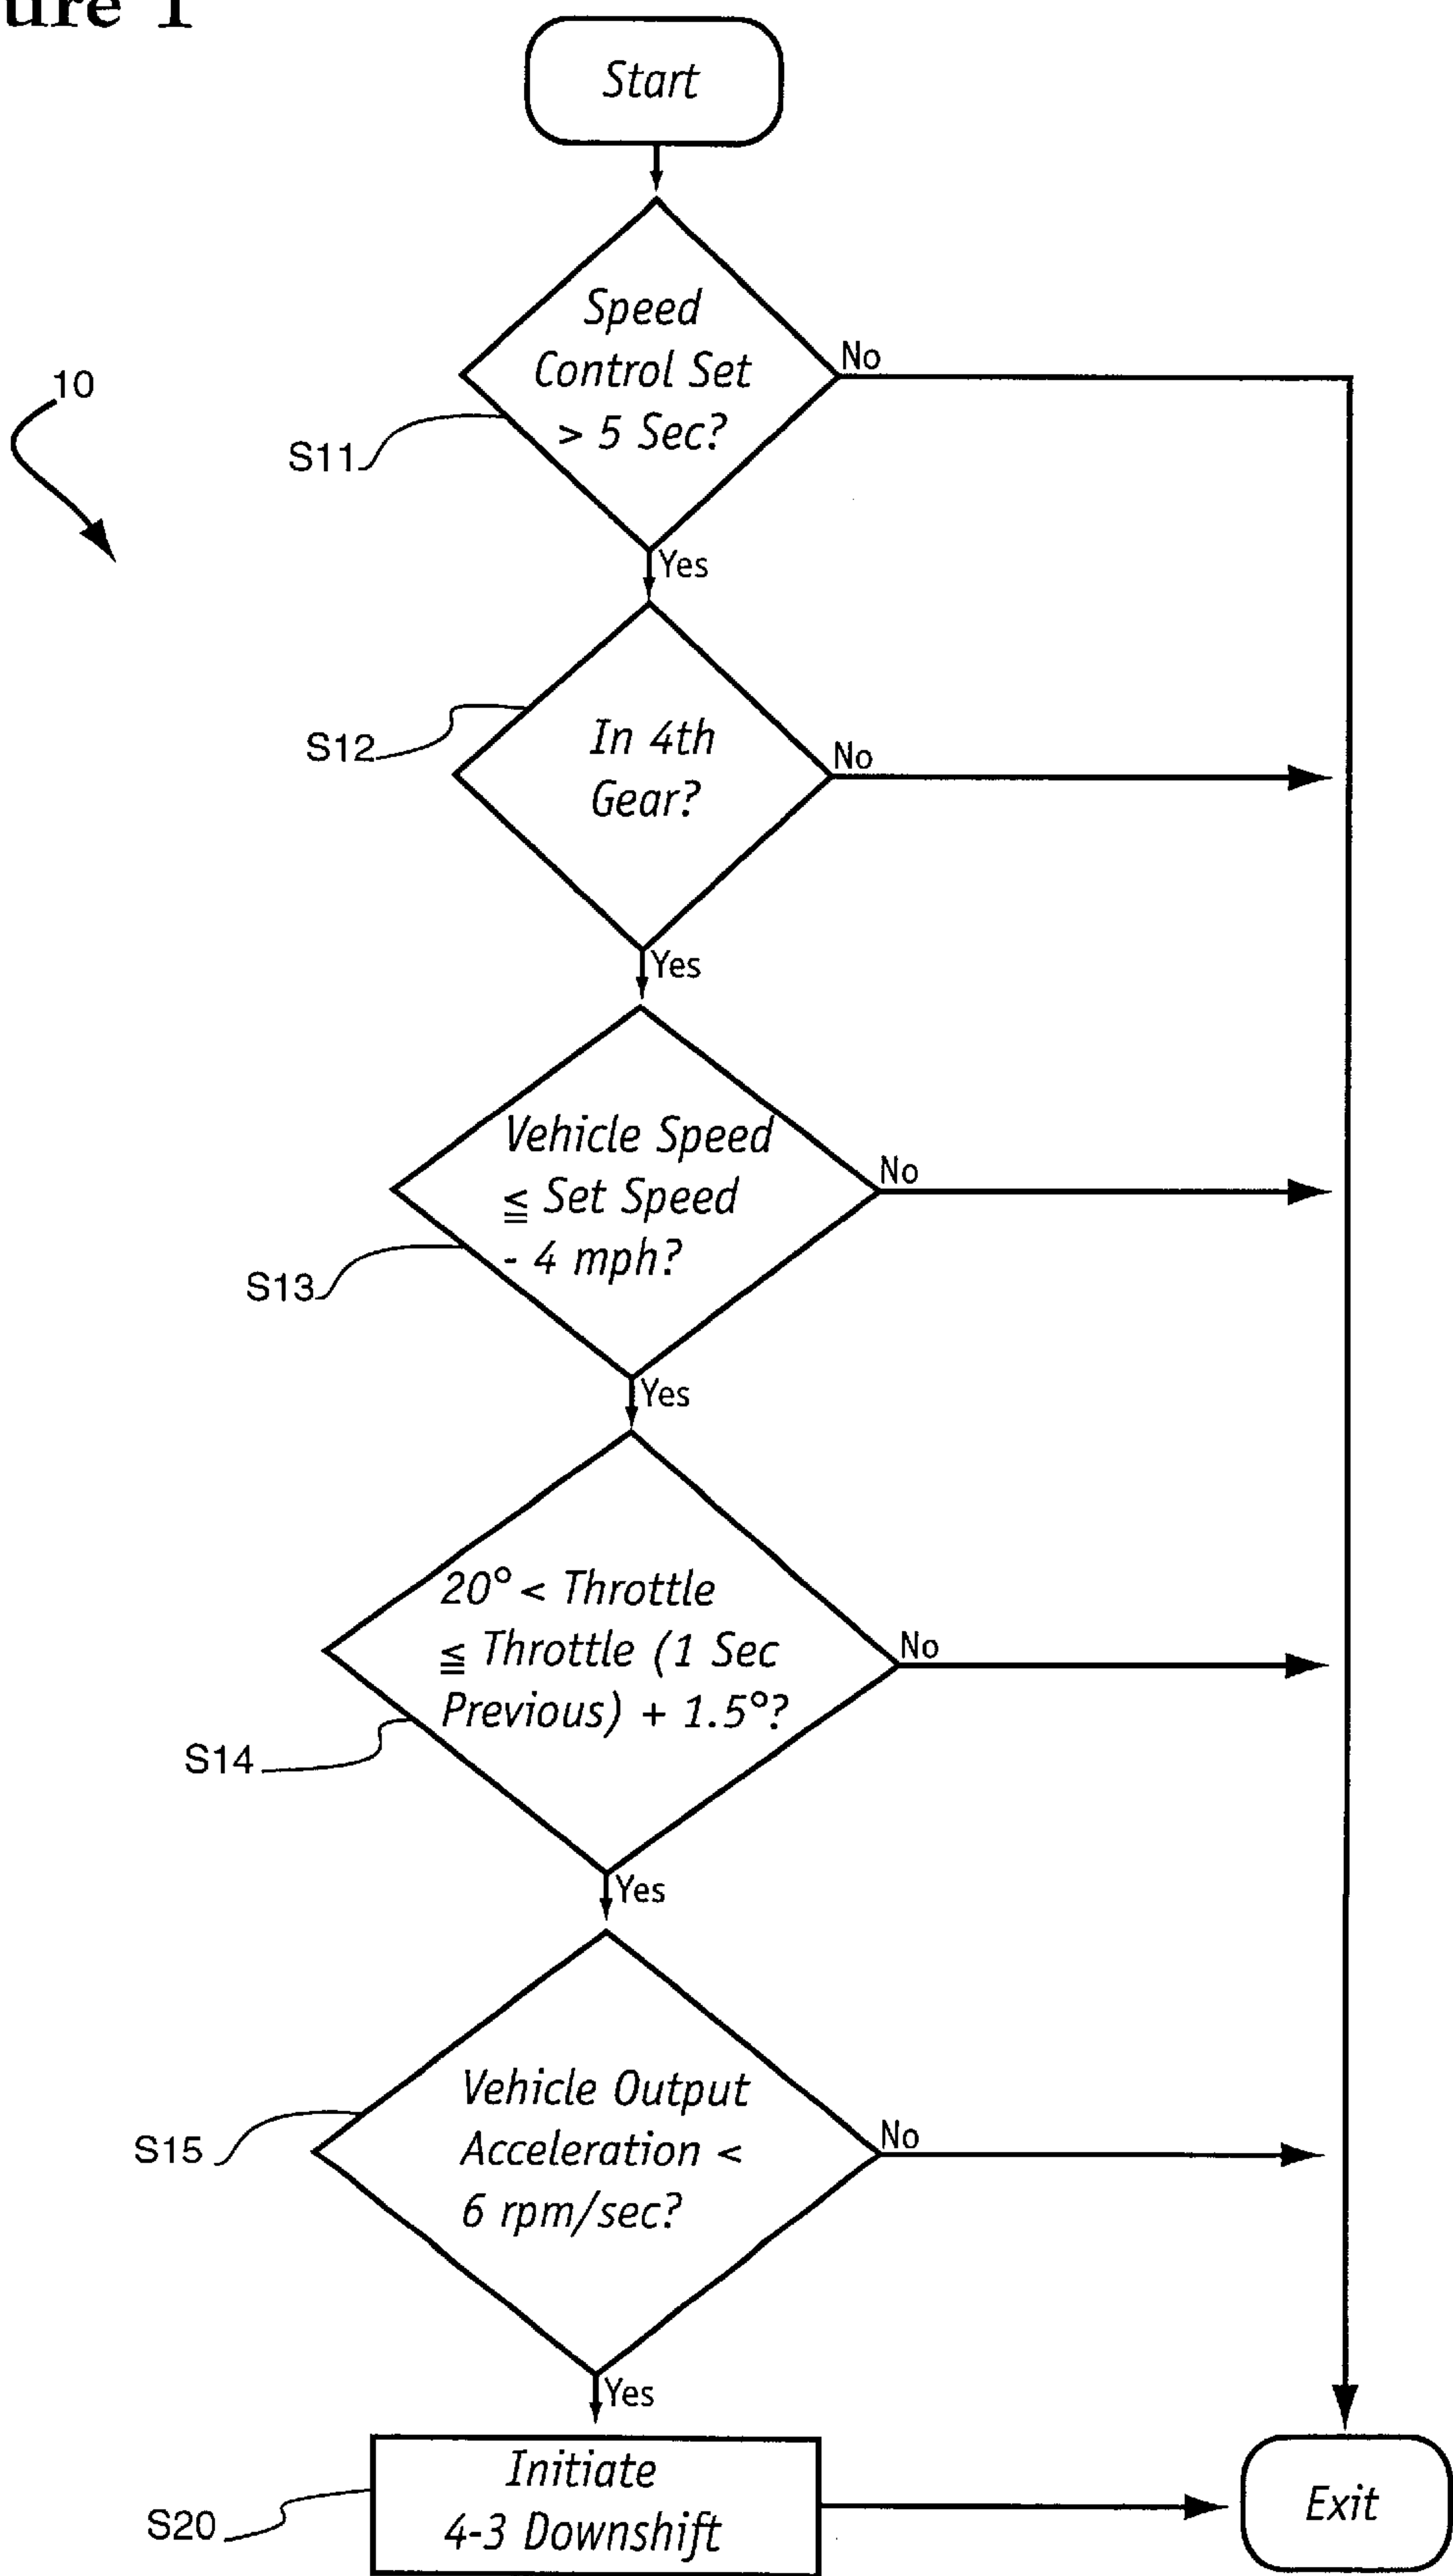 ure 1
Start
Speed
Control Set
> 5 Sec?
No
10
S11
Yes
In 4th
Gear?
S12
No
Yes
Vehicle Speed
≦ Set Speed
- 4 mph?
No
S13
Yes
20° < Throttle
≦ Throttle (1 Sec
Previous) + 1.5°?
No
S14
Yes
Vehicle Output
Acceleration <
6 rpm/sec?
S15
No
Yes
Initiate
4-3 Downshift
S20
Exit